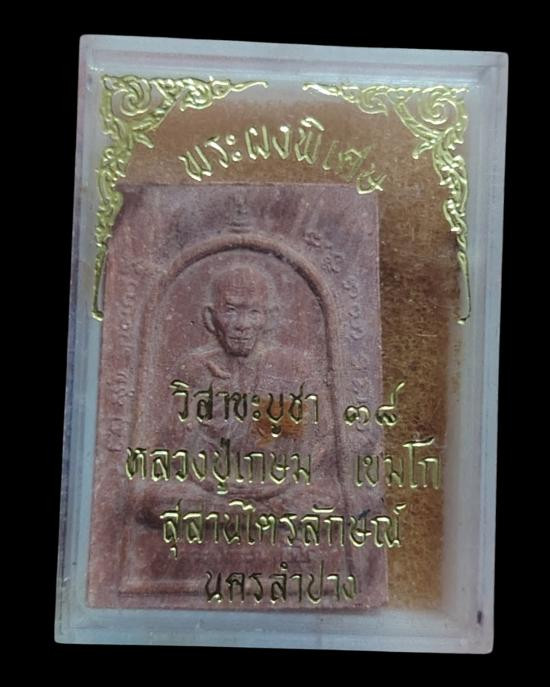 พระผงพิเศษ
วิสาขะบูชา ๓๘
หลวงปู่เกษม เขมโก
สุสานไตรลักษณ์
นครลำปาง